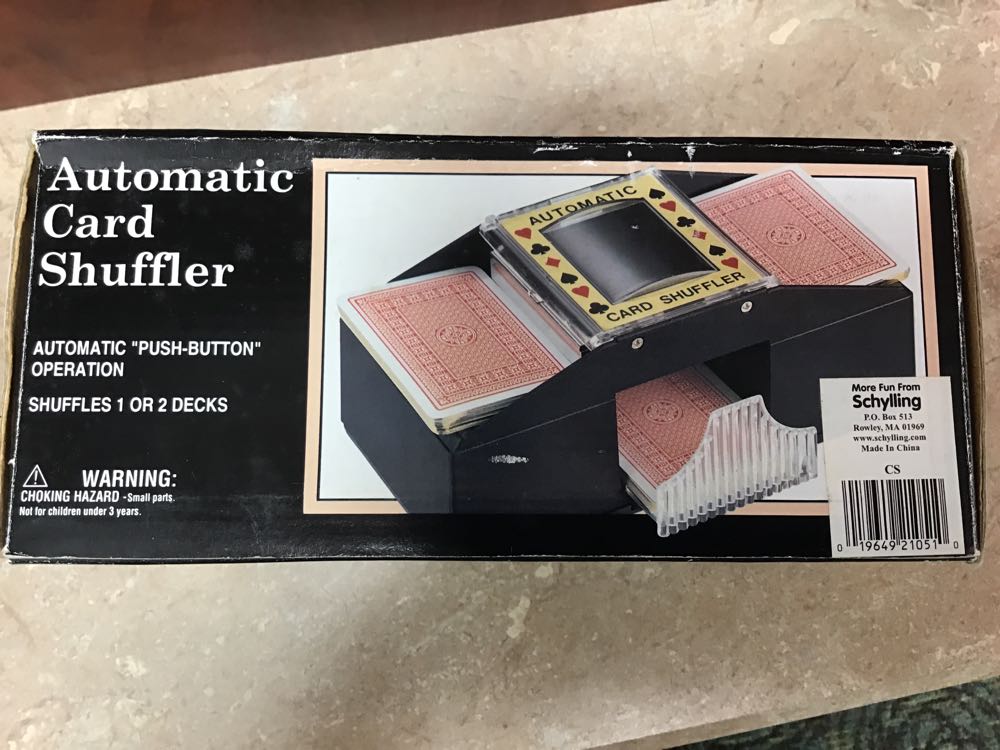 Automatic
Card
Shuffler
AUTOMATIC "PUSH-BUTTON"
OPERATION
SHUFFLES 1 OR 2 DECKS
WARNING:
CHOKING HAZARD -Small parts.
Not for children under 3 years.
AUTOMATIC
CARD SHUFFLER
More Fun From
Schylling
P.O. Box 513
Rowley, MA 01969
www.schylling.com
Made In China
CS
0 19649 21051 0